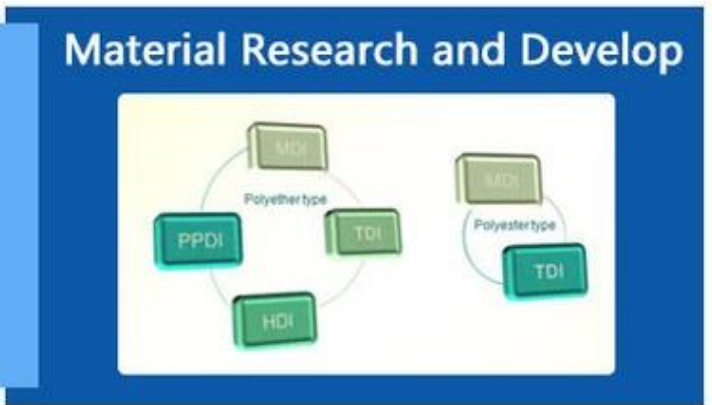 Material Research and Develop
MDI
Polyether type
PPDI
TDI
HDI
MDI
Polyester type
TDI